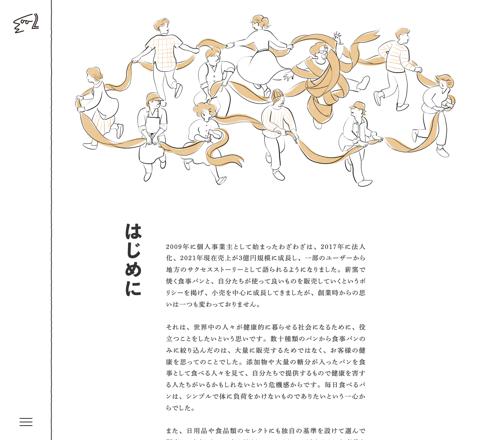 はじめに
2009年に個人事業主として始まったわざわざは、2017年に法人
化、2021年現在売上が3億円規模に成長し、一部のユーザーから
地方のサクセスストーリーとして語られるようになりました。薪窯で
焼く食事パンと、自分たちが使って良いものを販売していくというポ
リシーを掲げ、小売を中心に成長してきましたが、創業時からの思
いは一つも変わっておりません。
それは、世界中の人々が健康的に暮らせる社会になるために、役
立つことをしたいという思いです。数十種類のパンから食事パンの
みに絞り込んだのは、大量に販売するためではなく、お客様の健
康を思ってのことでした。添加物や大量の糖分が入ったパンを食
事として食べる人々を見て、自分たちで提供するもので健康を害す
る人たちがいるかもしれないという危機感からです。毎日食べるパ
ンは、シンプルで体に負荷をかけないものでありたいという一心か
らでした。
また、日用品や食品類のセレクトにも独自の基準を設けて選んで